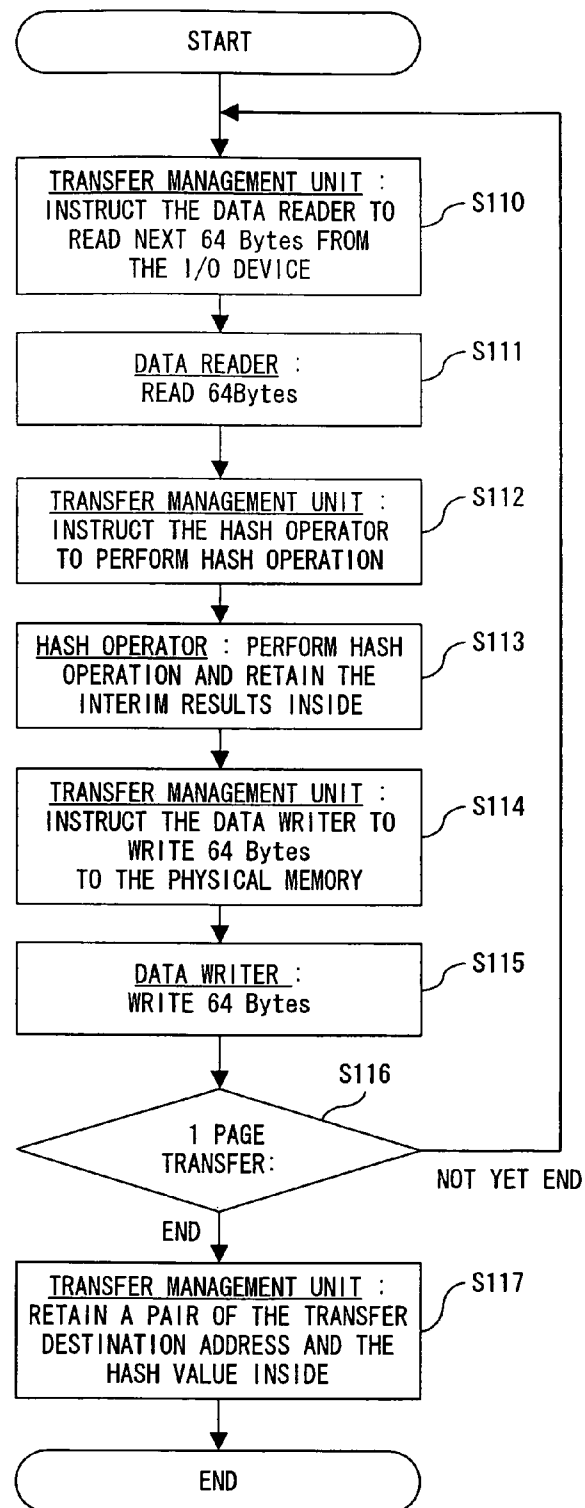 START
TRANSFER MANAGEMENT UNIT :
INSTRUCT THE DATA READER TO
READ NEXT 64 Bytes FROM
THE I/O DEVICE
S110
DATA READER :
READ 64Bytes
S111
TRANSFER MANAGEMENT UNIT :
INSTRUCT THE HASH OPERATOR
TO PERFORM HASH OPERATION
S112
HASH OPERATOR : PERFORM HASH
OPERATION AND RETAIN THE
INTERIM RESULTS INSIDE
S113
TRANSFER MANAGEMENT UNIT :
INSTRUCT THE DATA WRITER TO
WRITE 64 Bytes
TO THE PHYSICAL MEMORY
S114
DATA WRITER :
WRITE 64 Bytes
S115
S116
1 PAGE
TRANSFER:
NOT YET END
END
TRANSFER MANAGEMENT UNIT :
RETAIN A PAIR OF THE TRANSFER
DESTINATION ADDRESS AND THE
HASH VALUE INSIDE
S117
END